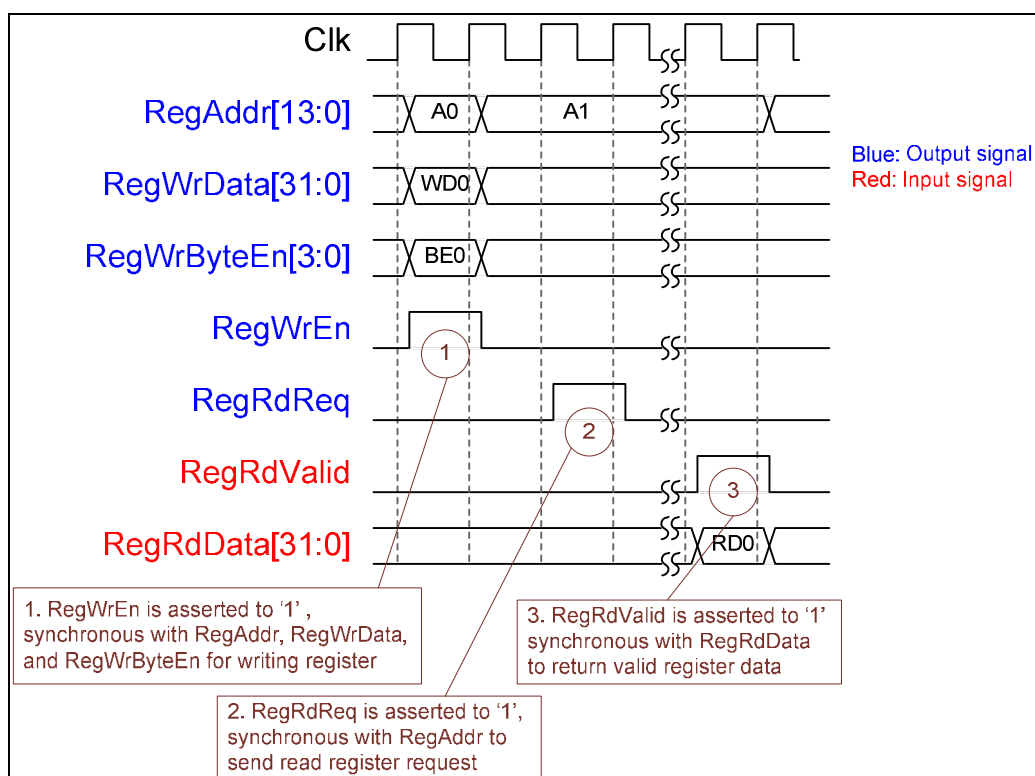 Clk
RegAddr[13:0]
A0
A1
Blue: Output signal
Red: Input signal
RegWrData[31:0]
WD0
RegWrByteEn[3:0]
BE0
RegWrEn
1
RegRdReq
2
RegRdValid
3
RegRdData[31:0]
RD0
1. RegWrEn is asserted to ‘1’ ,
synchronous with RegAddr, RegWrData,
and RegWrByteEn for writing register
3. RegRdValid is asserted to ‘1’
synchronous with RegRdData
to return valid register data
2. RegRdReq is asserted to ‘1’,
synchronous with RegAddr to
send read register request